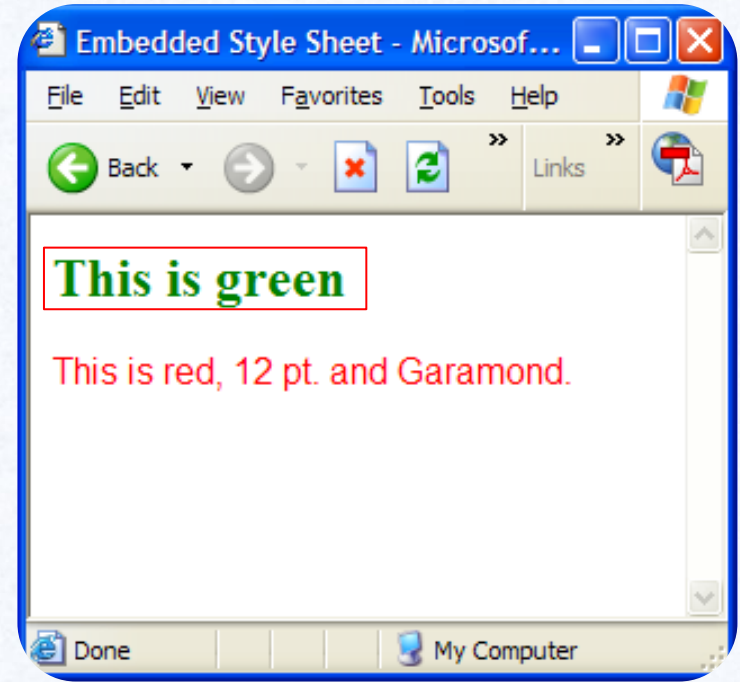 Embedded Style Sheet - Microsof...
File Edit View Favorites Tools Help
Back » Links »
This is green
This is red, 12 pt. and Garamond.
Done My Computer